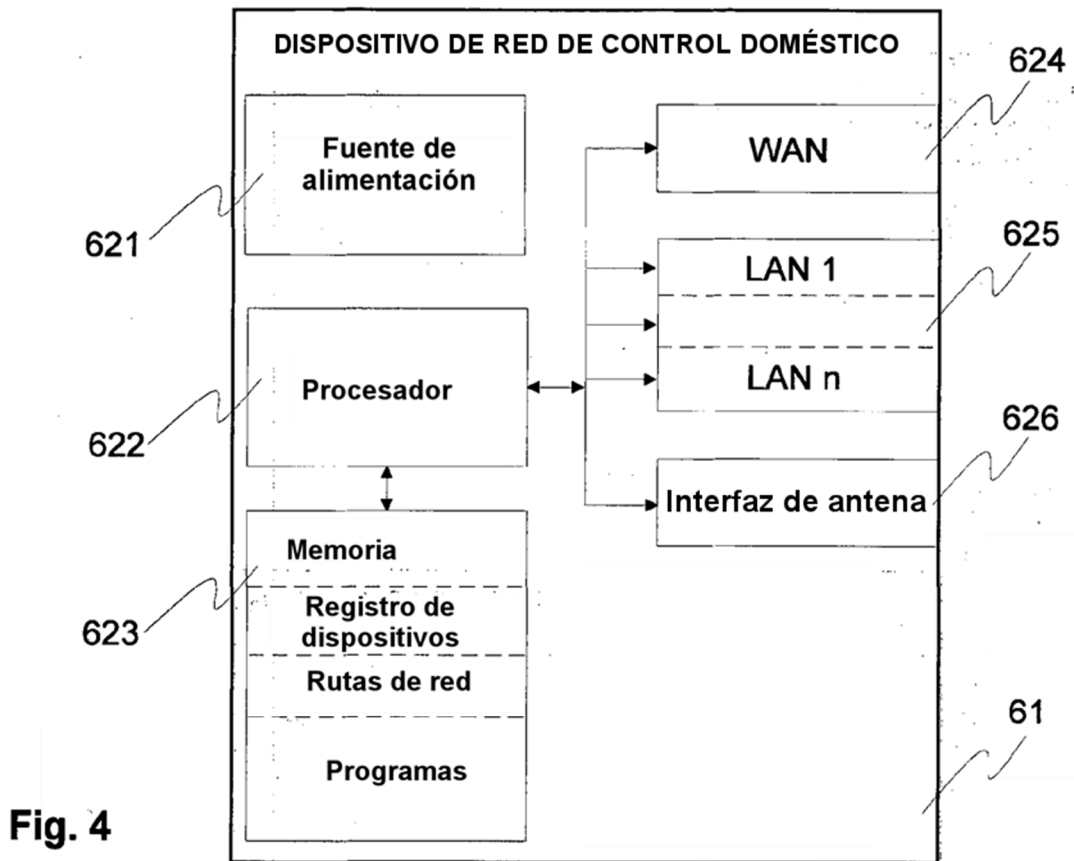 DISPOSITIVO DE RED DE CONTROL DOMÉSTICO
624
Fuente de
alimentación
WAN
621
625
LAN 1
Procesador
LAN n
622
626
Interfaz de antena
Memoria
623
Registro de
dispositivos
Rutas de red
61
Programas
Fig. 4